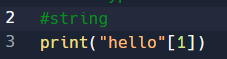 2 #string
3 print("hello"[1])